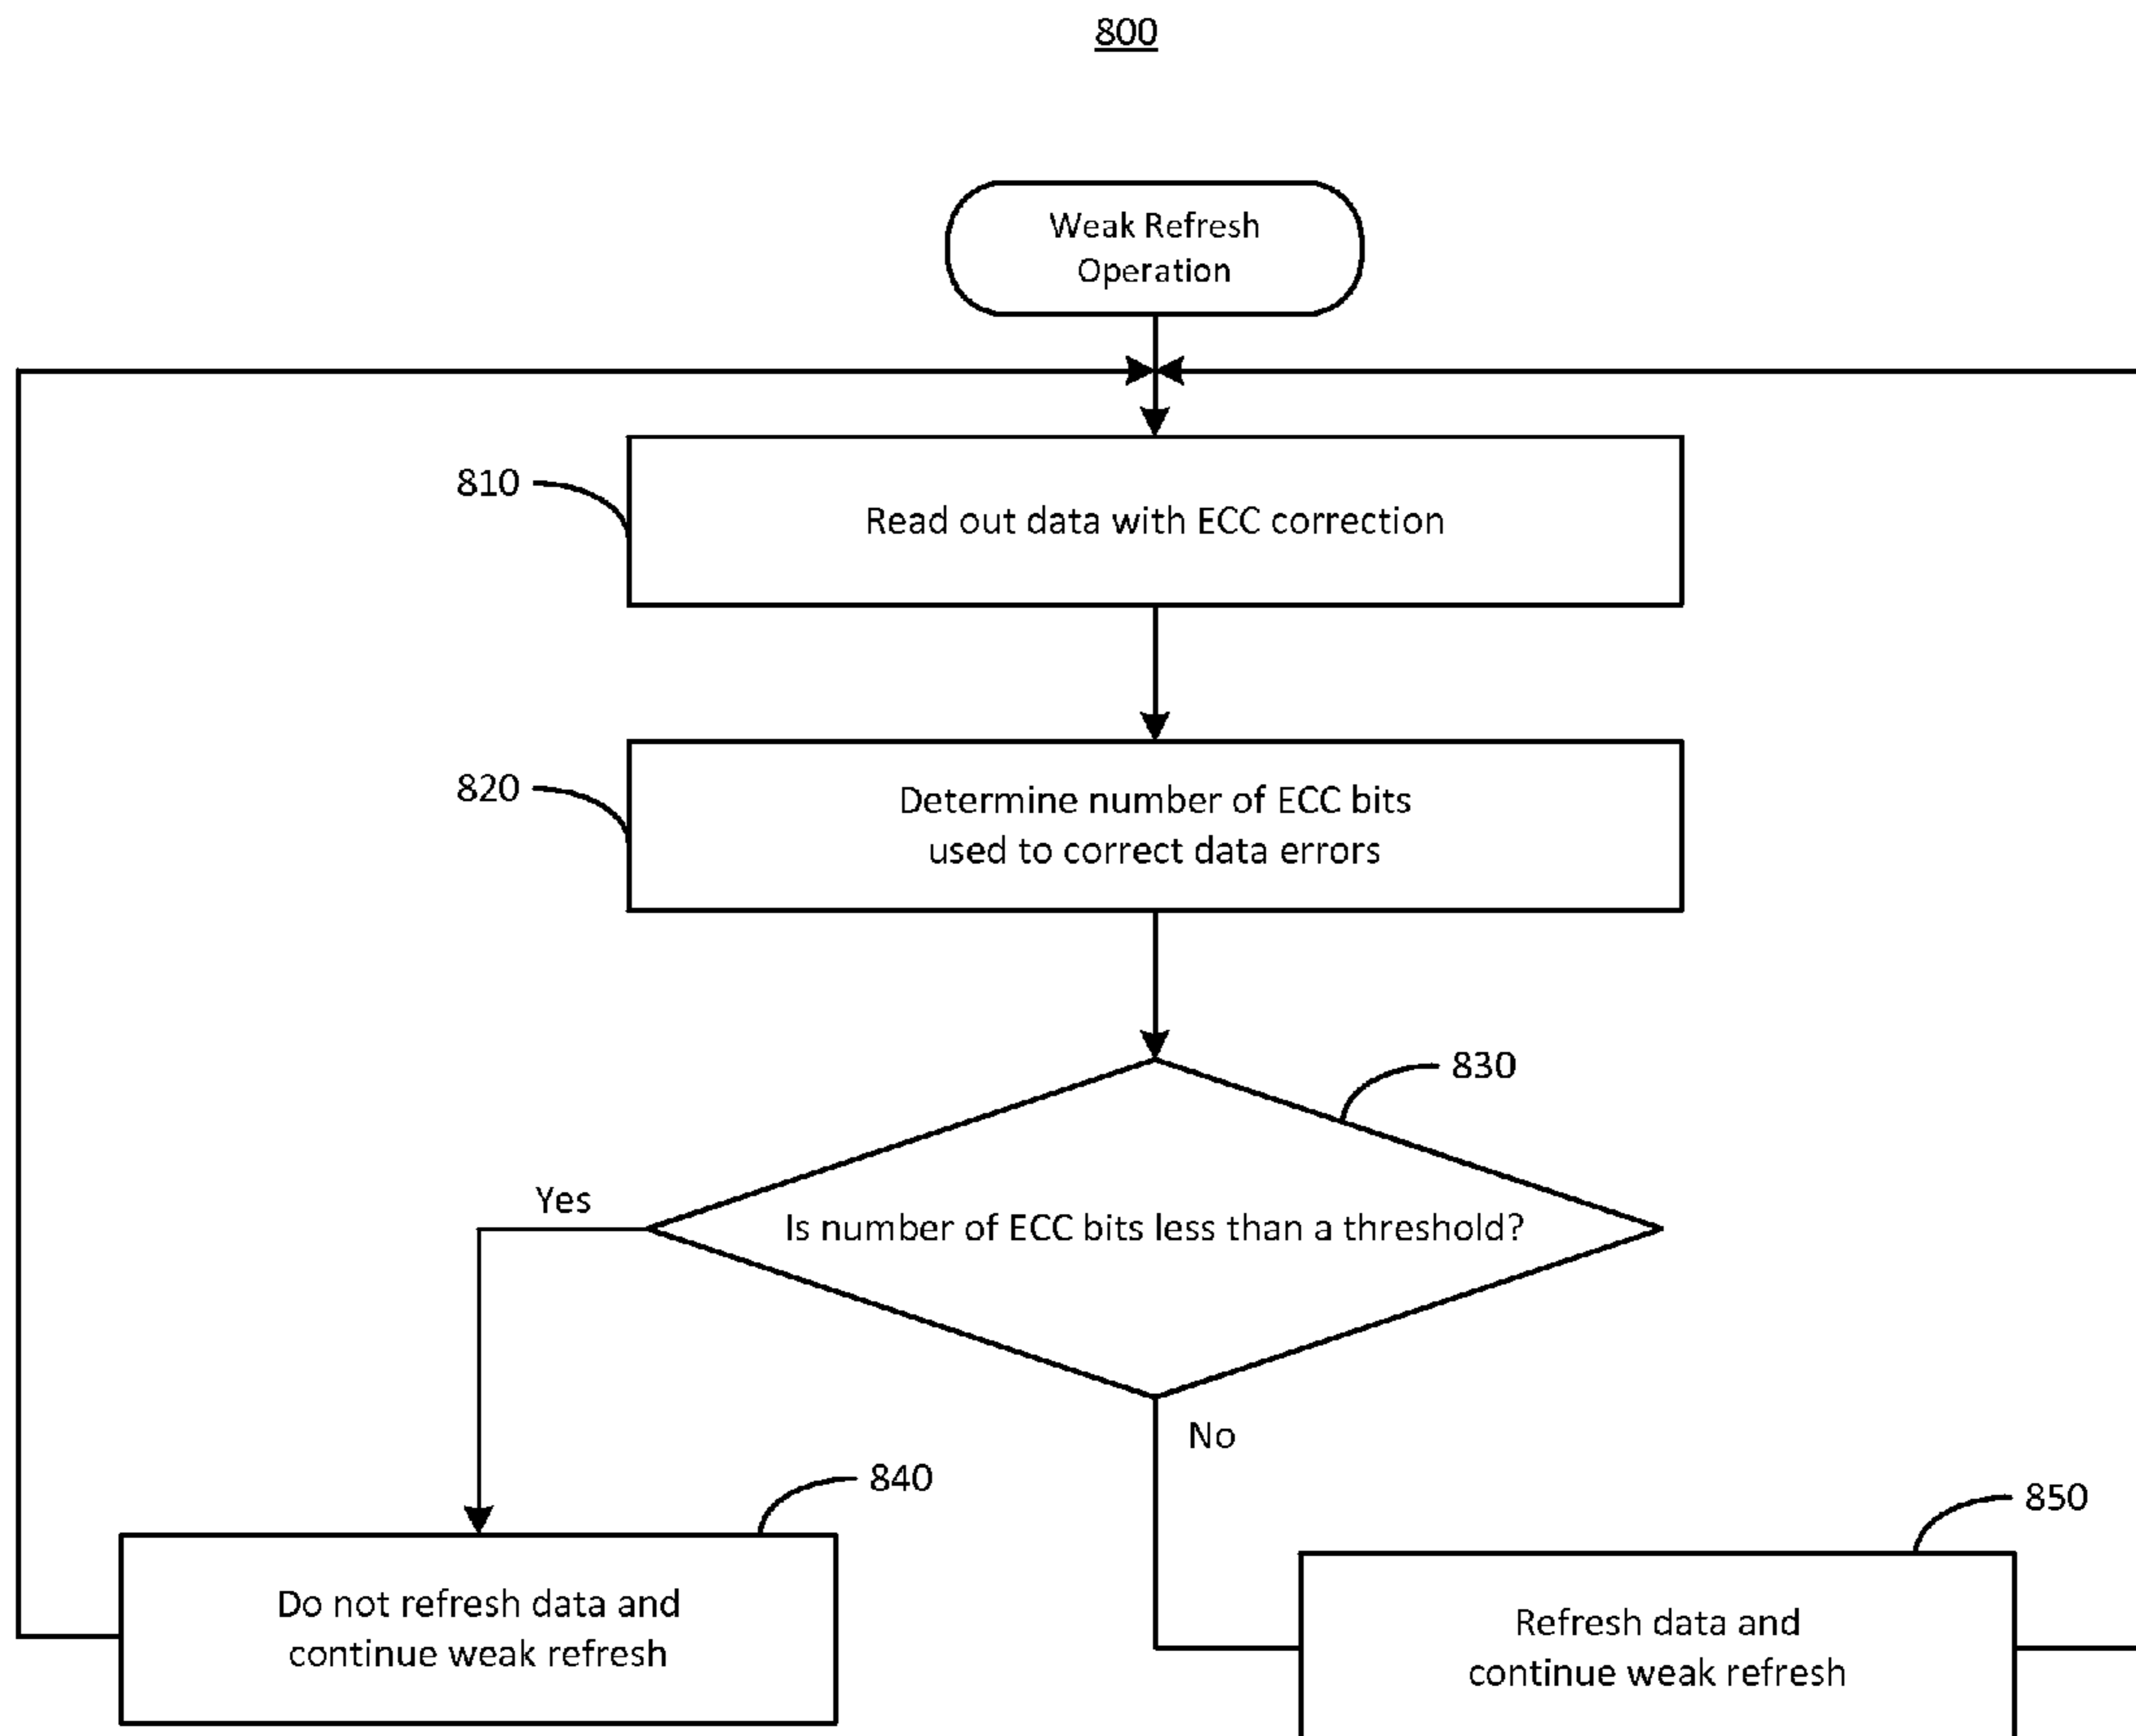 800
Weak Refresh
Operation
810
Read out data with ECC correction
820
Determine number of ECC bits
used to correct data errors
830
Yes
Is number of ECC bits less than a threshold?
No
840
850
Do not refresh data and
continue weak refresh
Refresh data and
continue weak refresh